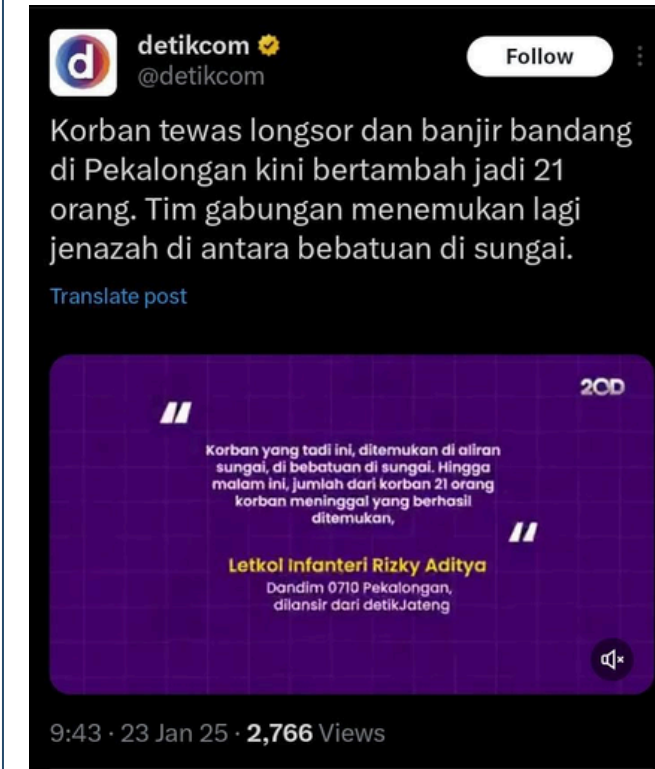 detikcom
Follow
@detikcom
Korban tewas longsor dan banjir bandang
di Pekalongan kini bertambah jadi 21
orang. Tim gabungan menemukan lagi
jenazah di antara bebatuan di sungai.
Translate post
20D
"
Korban yang tadi ini, ditemukan di aliran
sungai, di bebatuan di sungai. Hingga
malam ini, jumlah dari korban 21 orang
korban meninggal yang berhasil
ditemukan,
"
Letkol Infanteri Rizky Aditya
Dandim 0710 Pekalongan,
dilansir dari detikJateng
9:43 · 23 Jan 25 · 2,766 Views